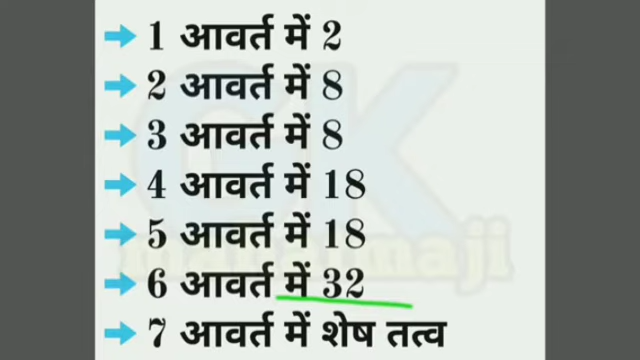 1 आवर्त में 2
2 आवर्त में 8
3 आवर्त में 8
4 आवर्त में 18
5 आवर्त में 18
6 आवर्त में 32
7 आवर्त में शेष तत्व